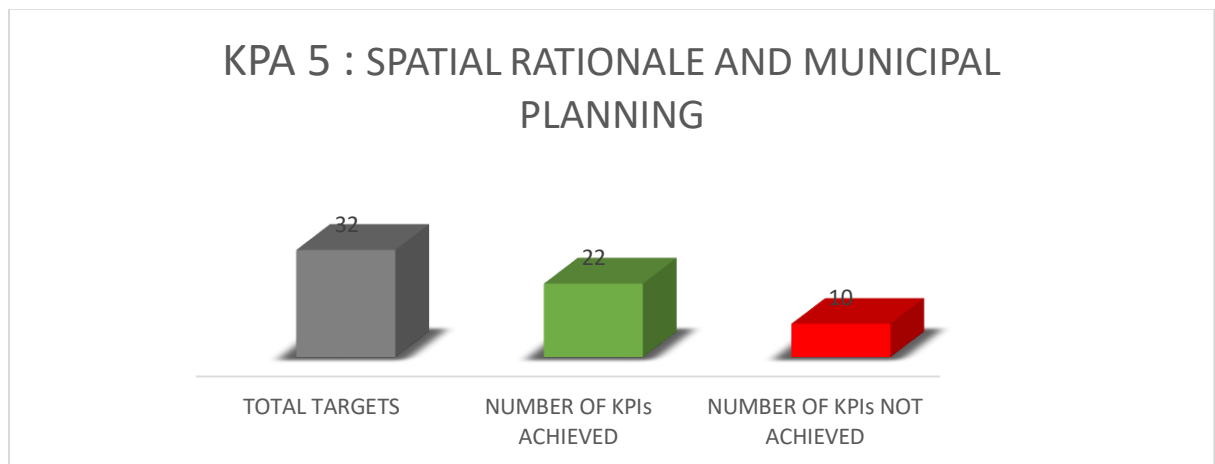 KPA 5 : SPATIAL RATIONALE AND MUNICIPAL
PLANNING
32
22
10
TOTAL TARGETS
NUMBER OF KPIs
ACHIEVED
NUMBER OF KPIs NOT
ACHIEVED